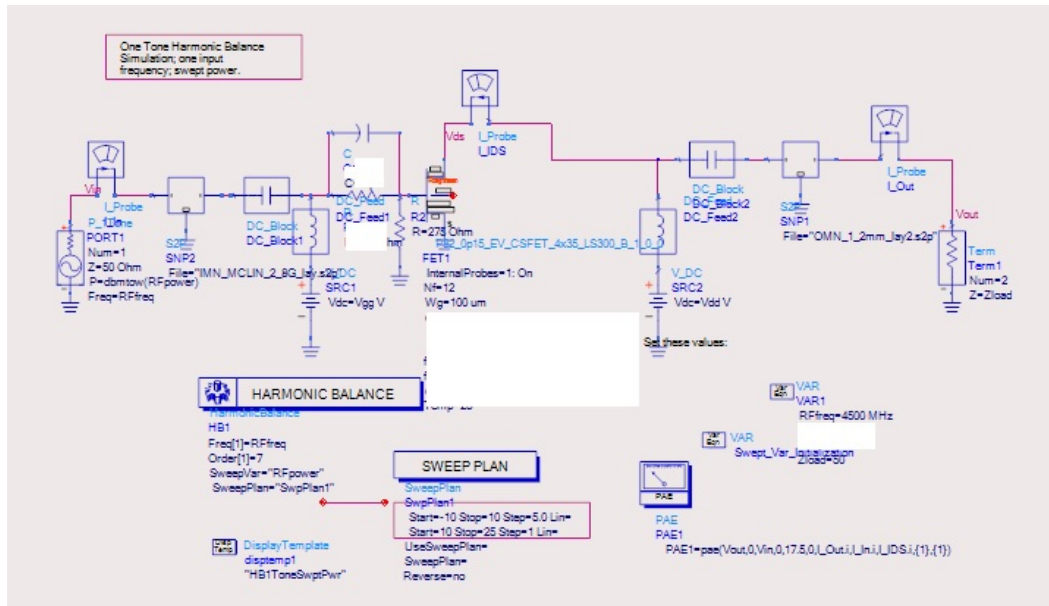 One Tone Harmonic Balance
Simulation; one input
frequency; swept power.
Vin
I_Probe
I_In
P_1Tone
PORT1
Num=1
Z=50 Ohm
P=dbmtow(RFpower)
Freq=RFfreq
S2P
SNP2
File="IMN_MCLIN_2_8G_lay.s2p"
DC_Block
DC_Block1
DC_Feed
DC_Feed1
V_DC
SRC1
Vdc=Vgg V
C
R
R2
R=275 Ohm
Vds
I_Probe
I_IDS
FET1
InternalProbes=1: On
Nf=12
Wg=100 um
DC_Block
DC_Block2
DC_Feed2
V_DC
SRC2
Vdc=Vdd V
S2P
SNP1
File="OMN_1_2mm_lay2.s2p"
I_Probe
I_Out
Vout
Term
Term1
Num=2
Z=Zload
Set these values:
HARMONIC BALANCE
HarmonicBalance
HB1
Freq[1]=RFfreq
Order[1]=7
SweepVar="RFpower"
SweepPlan="SwpPlan1"
SWEEP PLAN
SweepPlan
SwpPlan1
Start=-10 Stop=10 Step=5.0 Lin=
Start=10 Stop=25 Step=1 Lin=
UseSweepPlan=
SweepPlan=
Reverse=no
Disp
Temp
DisplayTemplate
disptemp1
"HB1ToneSwptPwr"
Var
Eqn
VAR
VAR1
RFfreq=4500 MHz
Zload=50
Var
Eqn
VAR
Swept_Var_Initialization
PAE
PAE
PAE1
PAE1=pae(Vout,0,Vin,0,17.5,0,I_Out.i,I_In.i,I_IDS.i,{1},{1})